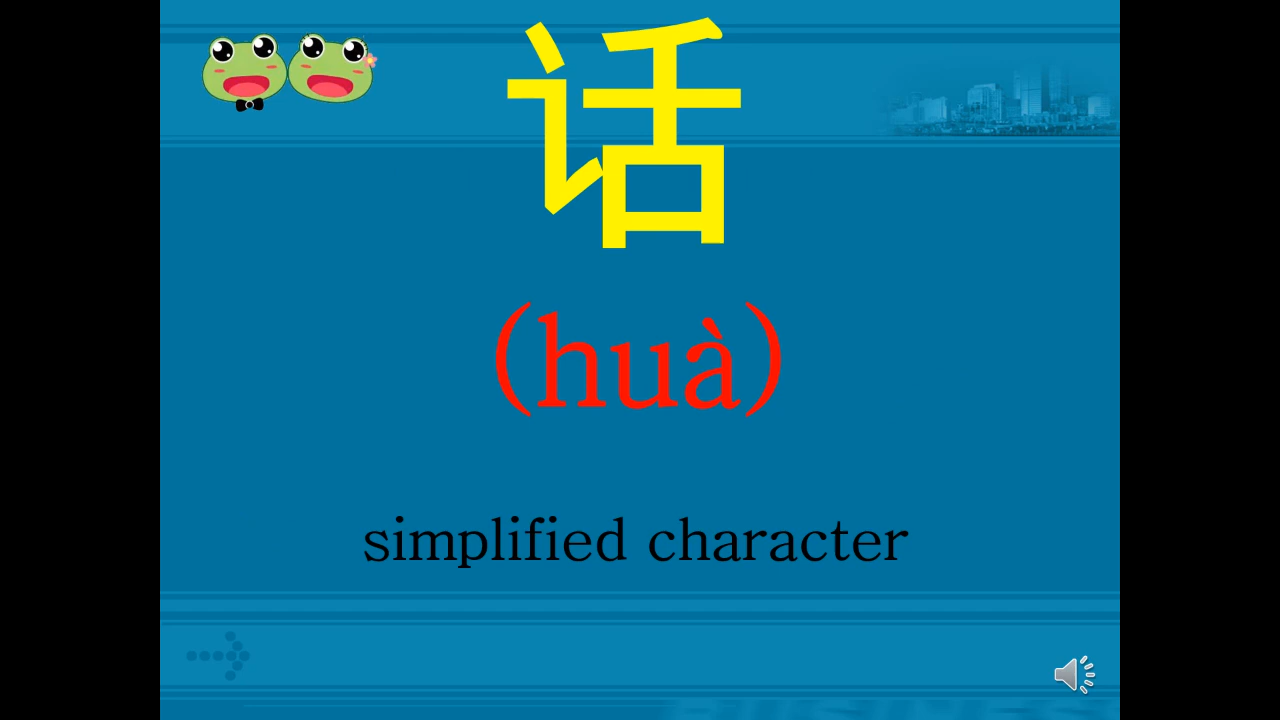 话
(huà)
simplified character